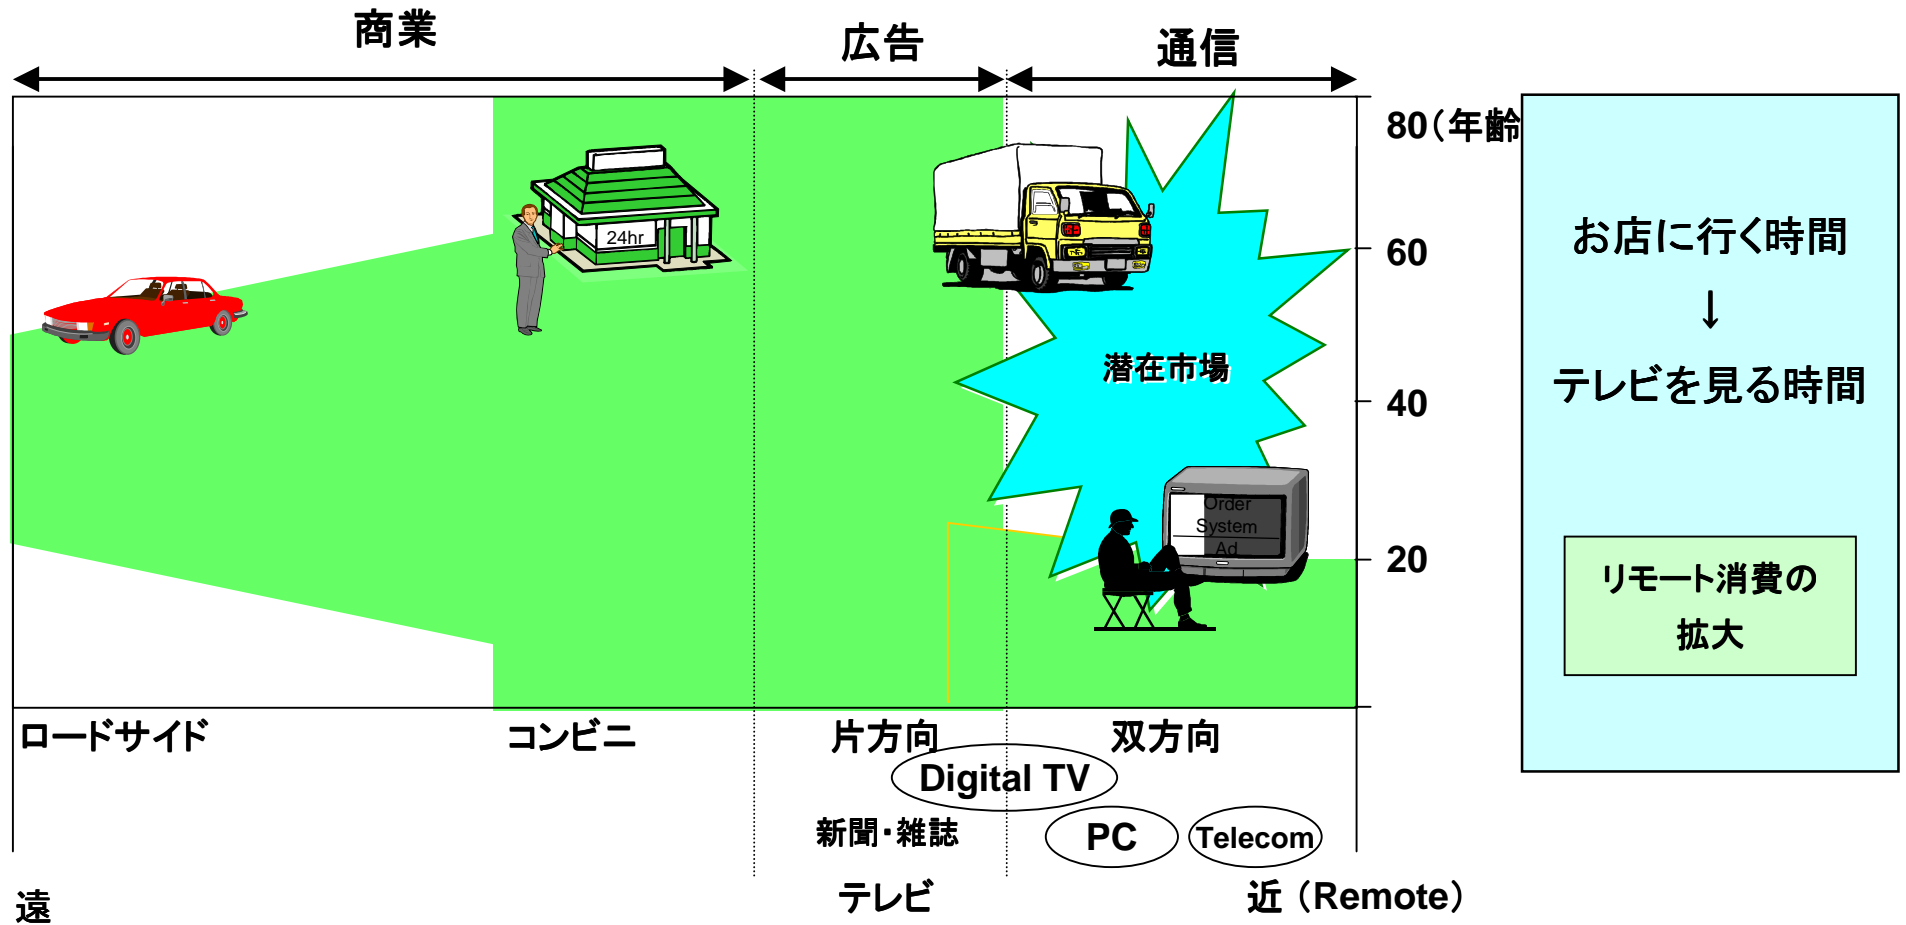 商業
広告
通信
80（年齢
24hr
60
お店に行く時間
↓
テレビを見る時間
潜在市場
40
Order
System
Ad
20
リモート消費の
拡大
ロードサイド
コンビニ
片方向
双方向
Digital TV
新聞・雑誌
PC
Telecom
遠
テレビ
近（Remote）